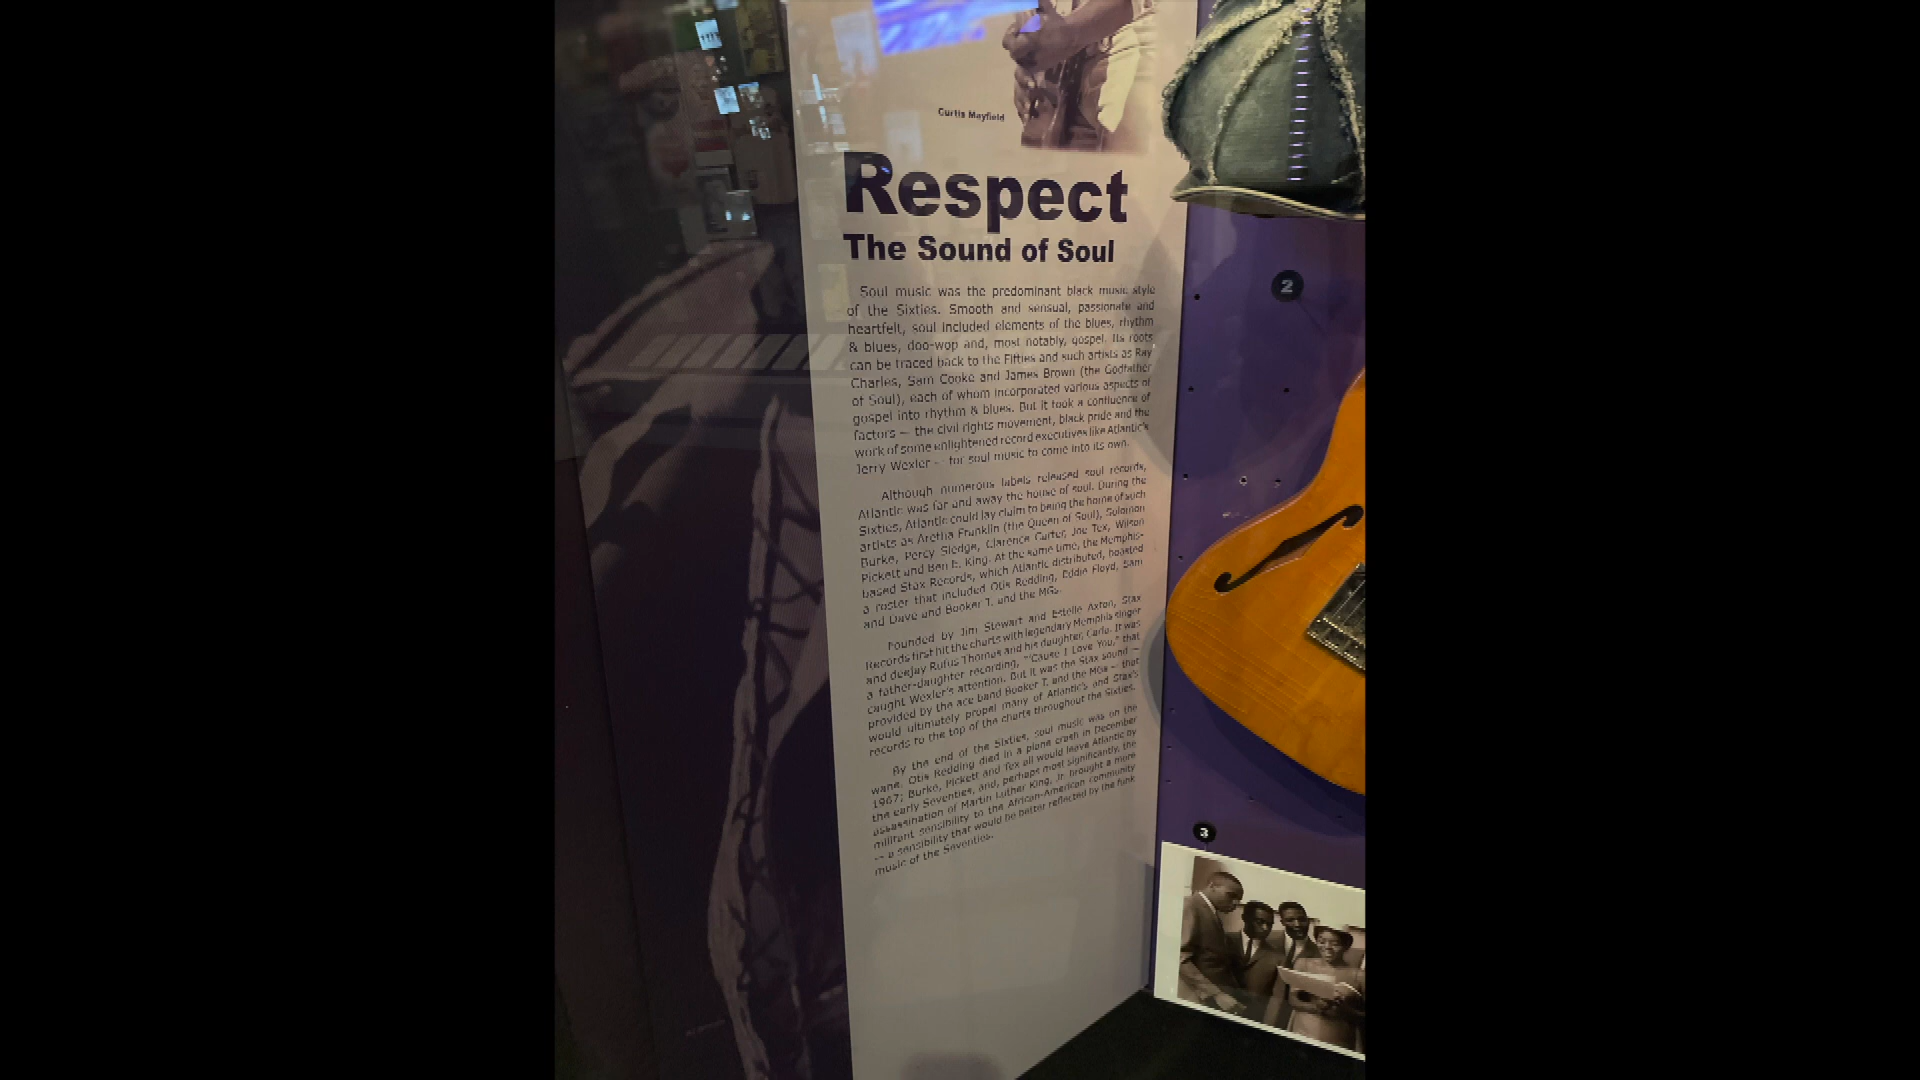 Curtis Mayfield
Respect
The Sound of Soul
Soul music was the predominant black music style
of the Sixties. Smooth and sensual, passionate and
heartfelt, soul included elements of the blues, rhythm
& blues, doo-wop and, most notably, gospel. Its roots
can be traced back to the Fifties and such artists as Ray
Charles, Sam Cooke and James Brown (the Godfather
of Soul), each of whom incorporated various aspects of
gospel into rhythm & blues. But it took a confluence of
factors -- the civil rights movement, black pride and the
work of some enlightened record executives like Atlantic's
Jerry Wexler -- for soul music to come into its own.
Although numerous labels released soul records,
Atlantic was far and away the house of soul. During the
Sixties, Atlantic could lay claim to being the home of such
artists as Aretha Franklin (the Queen of Soul), Solomon
Burke, Percy Sledge, Clarence Carter, Joe Tex, Wilson
Pickett and Ben E. King. At the same time, the Memphis-
based Stax Records, which Atlantic distributed, boasted
a roster that included Otis Redding, Eddie Floyd, Sam
and Dave and Booker T. and the MGs.
Founded by Jim Stewart and Estelle Axton, Stax
Records first hit the charts with legendary Memphis singer
and deejay Rufus Thomas and his daughter, Carla. It was
a father-daughter recording, "'Cause I Love You," that
caught Wexler's attention. But it was the Stax sound --
provided by the ace band Booker T. and the MGs -- that
would ultimately propel many of Atlantic's and Stax's
records to the top of the charts throughout the Sixties.
By the end of the Sixties, soul music was on the
wane. Otis Redding died in a plane crash in December
1967; Burke, Pickett and Tex all would leave Atlantic by
the early Seventies, and, perhaps most significantly, the
assassination of Martin Luther King, Jr. brought a more
militant sensibility to the African-American community
-- a sensibility that would be better reflected by the funk
music of the Seventies.
2
3